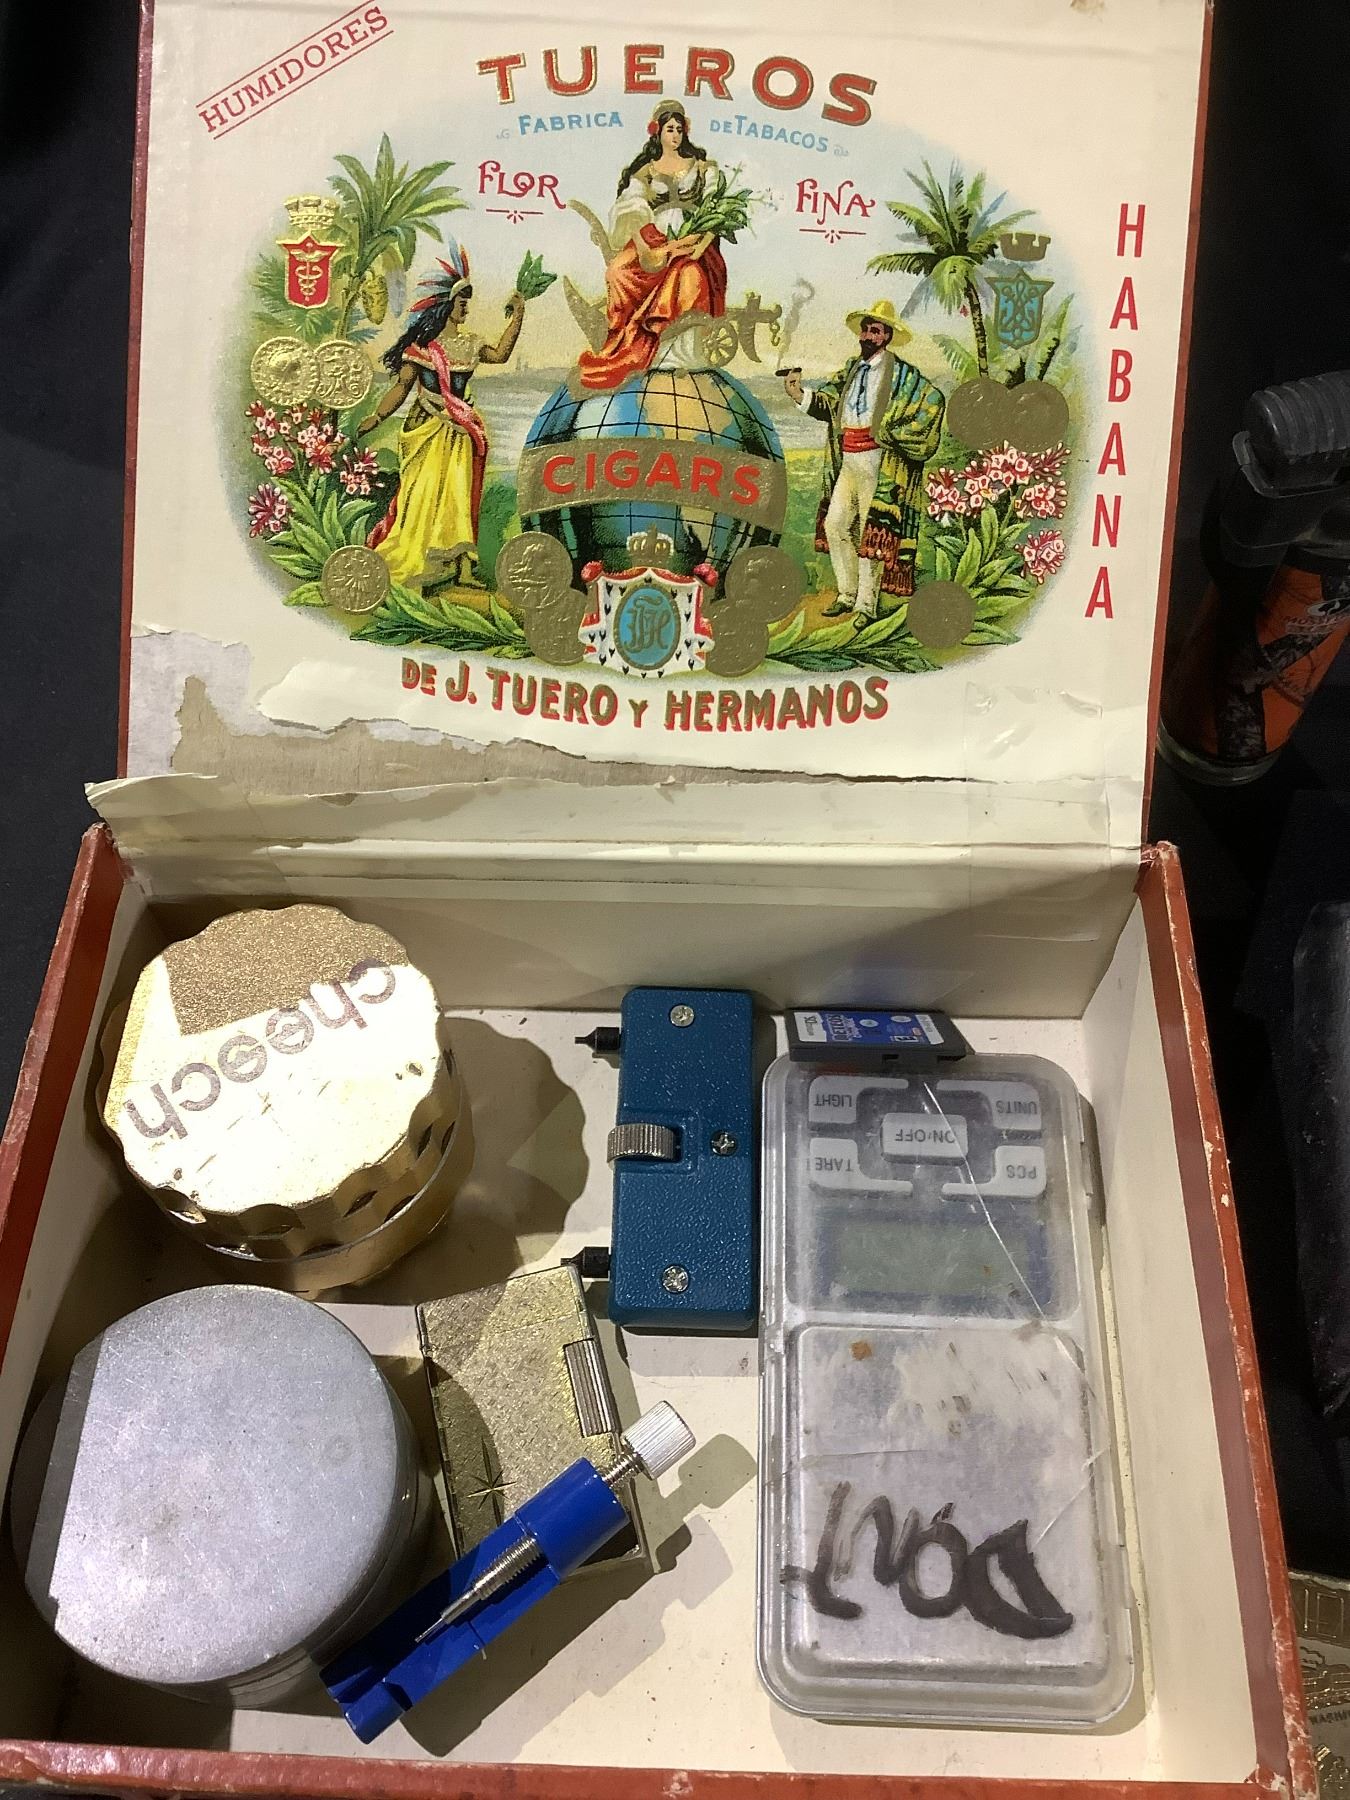 HUMIDORES
TUEROS
FABRICA DE TABACOS
FLOR FINA
HABANA
CIGARS
DE J. TUERO Y HERMANOS
cheech
LIGHT
UNITS
ON/OFF
TARE
PCS
DON'T